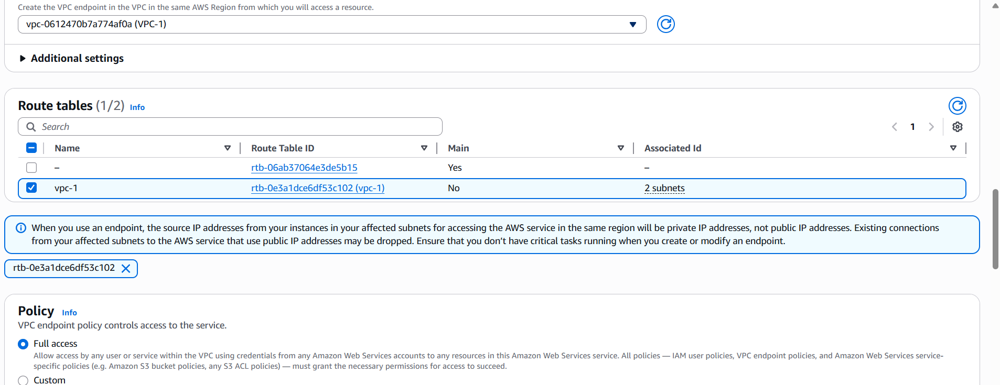 Create the VPC endpoint in the VPC in the same AWS Region from which you will access a resource.
vpc-0612470b7a774af0a (VPC-1)
Additional settings
Route tables (1/2) Info
Search
1
Name Route Table ID Main Associated Id
– rtb-06ab37064e3de5b15 Yes –
vpc-1 rtb-0e3a1dce6df53c102 (vpc-1) No 2 subnets
When you use an endpoint, the source IP addresses from your instances in your affected subnets for accessing the AWS service in the same region will be private IP addresses, not public IP addresses. Existing connections
from your affected subnets to the AWS service that use public IP addresses may be dropped. Ensure that you don’t have critical tasks running when you create or modify an endpoint.
rtb-0e3a1dce6df53c102
Policy Info
VPC endpoint policy controls access to the service.
Full access
Allow access by any user or service within the VPC using credentials from any Amazon Web Services accounts to any resources in this Amazon Web Services service. All policies — IAM user policies, VPC endpoint policies, and Amazon Web Services service-
specific policies (e.g. Amazon S3 bucket policies, any S3 ACL policies) — must grant the necessary permissions for access to succeed.
Custom